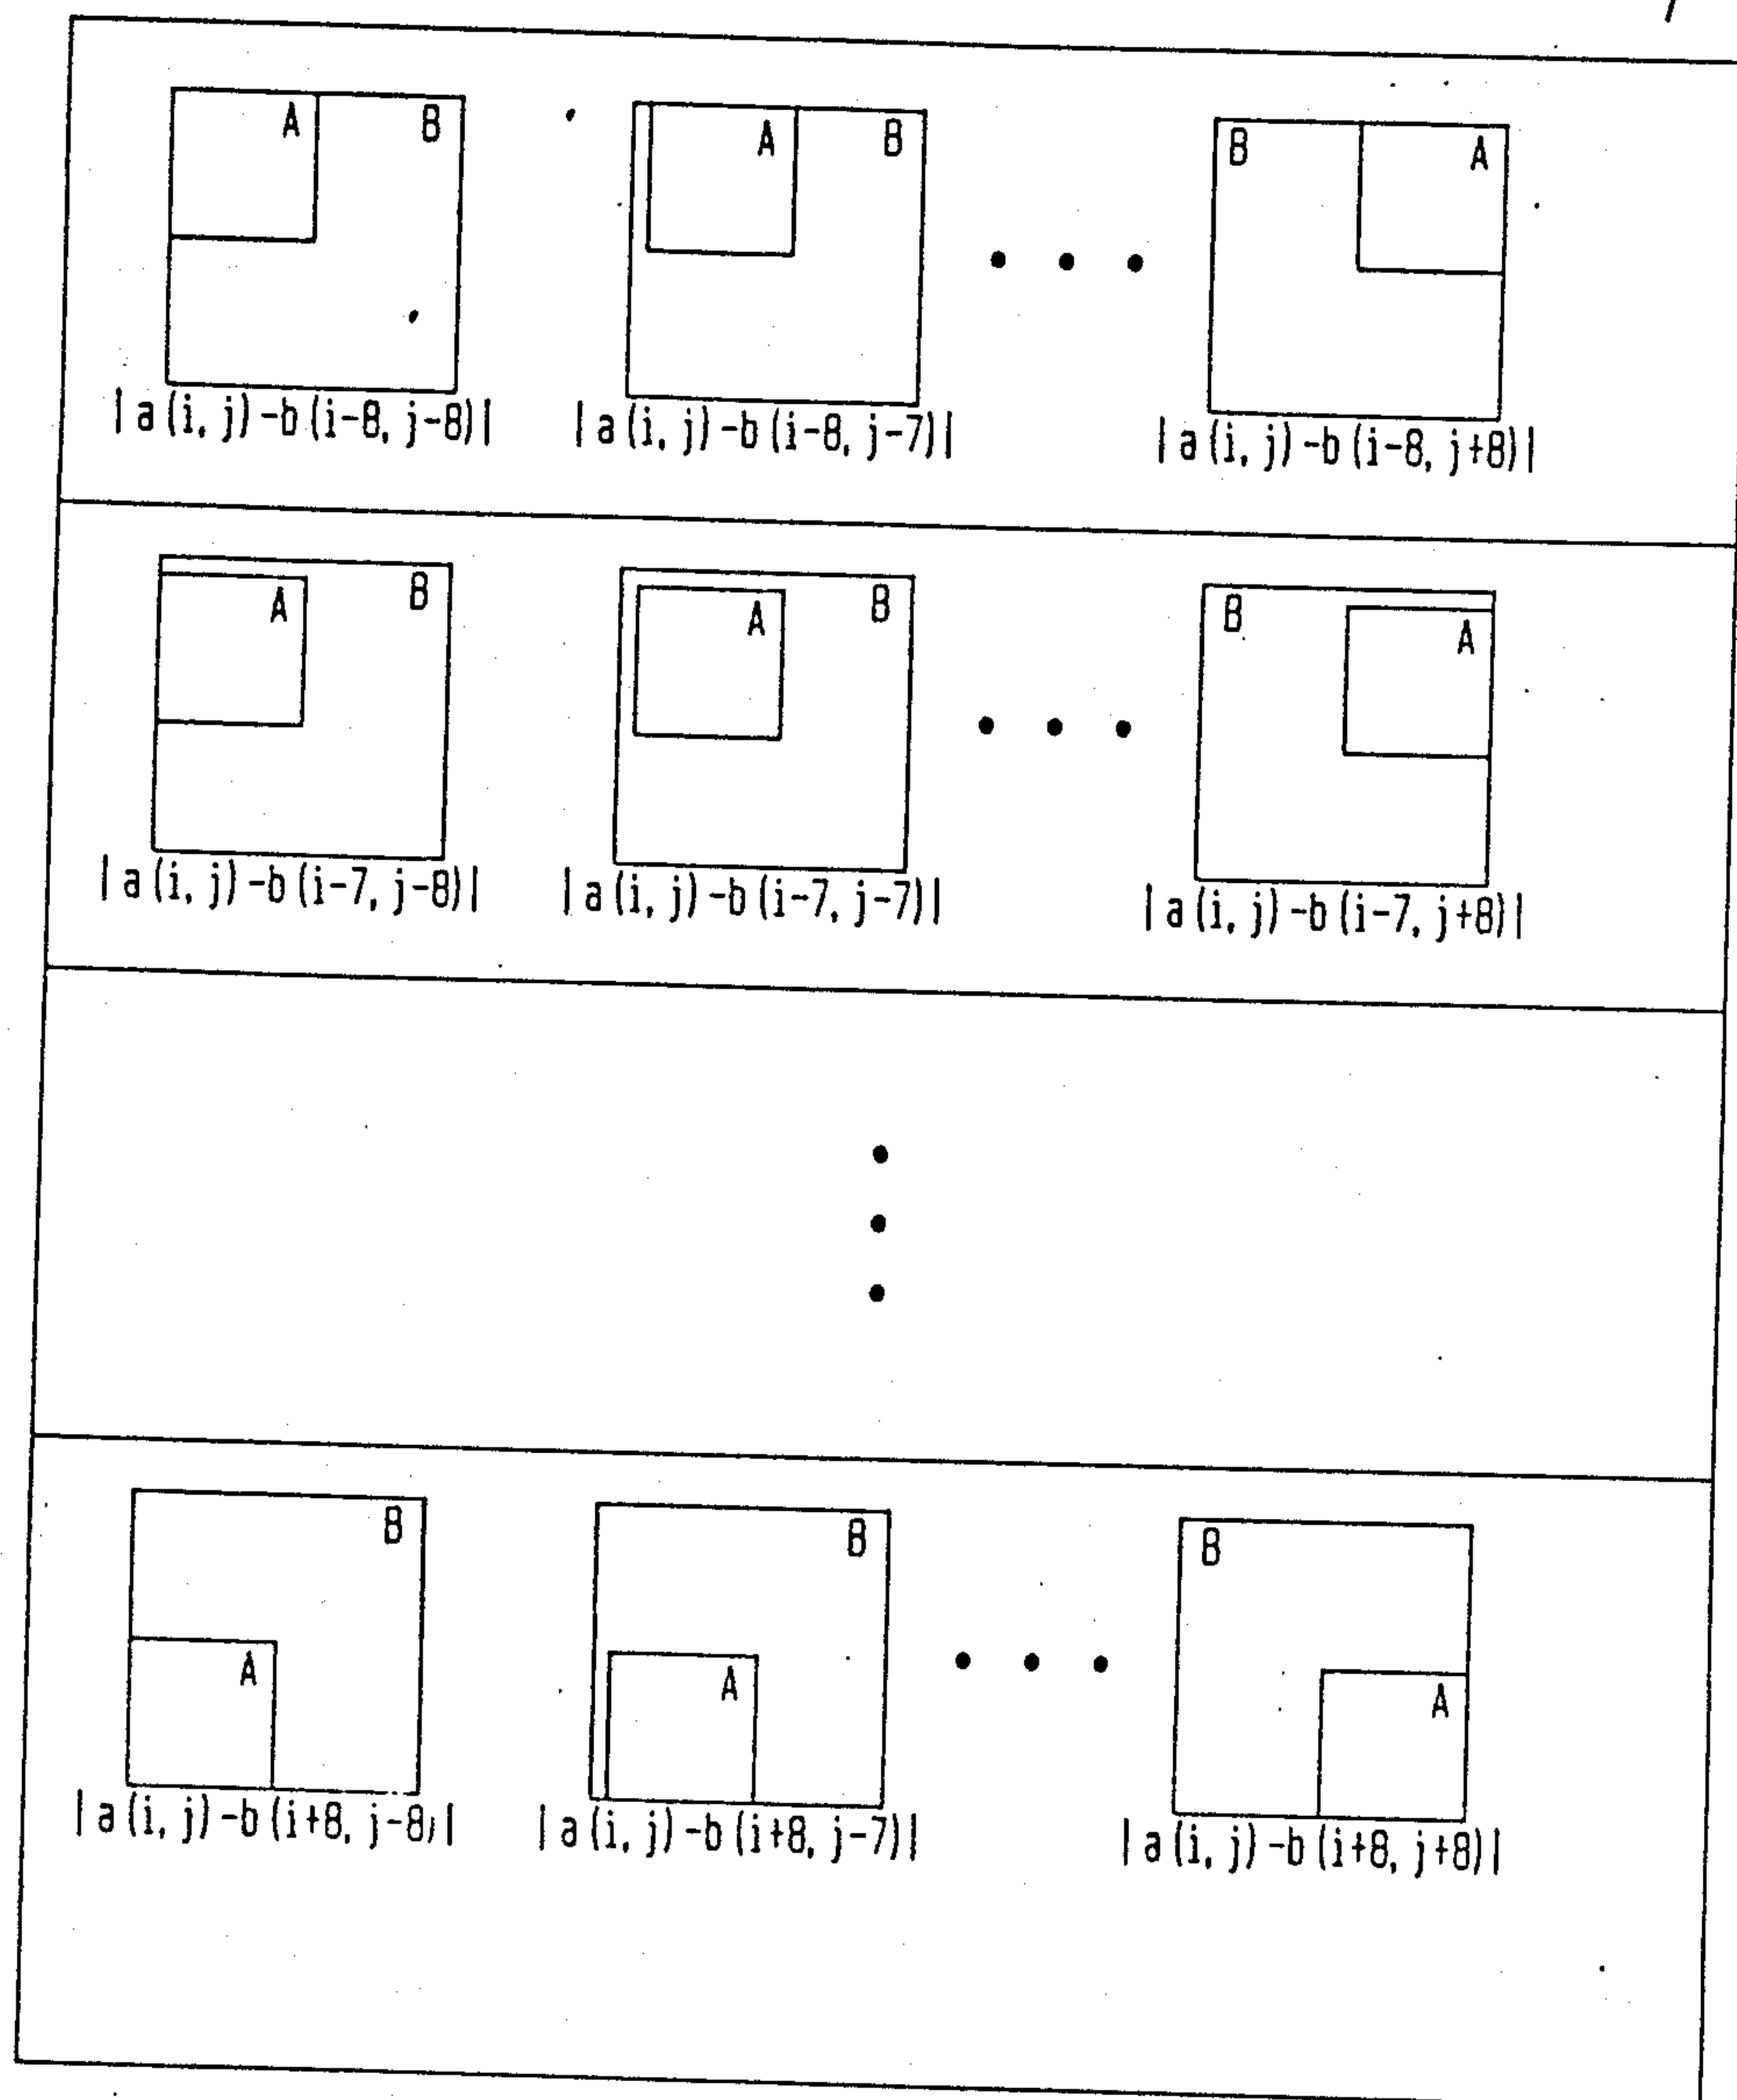 A B A B B A
|a(i, j)-b(i-8, j-8)| |a(i, j)-b(i-8, j-7)| |a(i, j)-b(i-8, j+8)|
A B A B B A
|a(i, j)-b(i-7, j-8)| |a(i, j)-b(i-7, j-7)| |a(i, j)-b(i-7, j+8)|
B B B
A A A
|a(i, j)-b(i+8, j-8)| |a(i, j)-b(i+8, j-7)| |a(i, j)-b(i+8, j+8)|